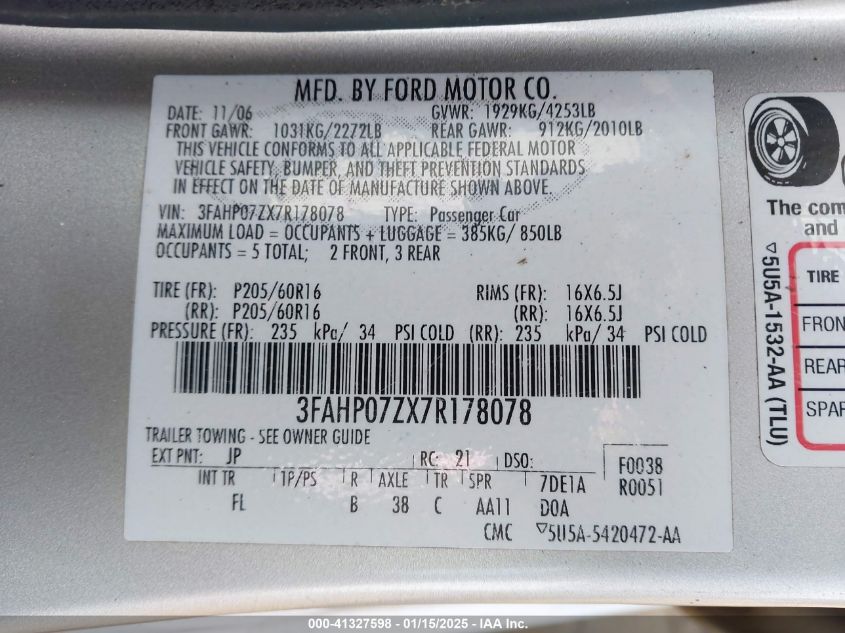 MFD. BY FORD MOTOR CO.
DATE: 11/06 GVWR: 1929KG/4253LB
FRONT GAWR: 1031KG/2272LB REAR GAWR: 912KG/2010LB
THIS VEHICLE CONFORMS TO ALL APPLICABLE FEDERAL MOTOR
VEHICLE SAFETY, BUMPER, AND THEFT PREVENTION STANDARDS
IN EFFECT ON THE DATE OF MANUFACTURE SHOWN ABOVE.
VIN: 3FAHP07ZX7R178078 TYPE: Passenger Car
MAXIMUM LOAD = OCCUPANTS + LUGGAGE = 385KG/ 850LB
OCCUPANTS = 5 TOTAL; 2 FRONT, 3 REAR
TIRE (FR): P205/60R16 RIMS (FR): 16X6.5J
(RR): P205/60R16 (RR): 16X6.5J
PRESSURE (FR): 235 kPa/ 34 PSI COLD (RR): 235 kPa/ 34 PSI COLD
3FAHP07ZX7R178078
TRAILER TOWING - SEE OWNER GUIDE
EXT PNT: JP RC: 21 DSO: F0038
INT TR TP/PS R AXLE TR SPR 7DE1A R0051
FL B 38 C AA11 DOA
CMC ▽5U5A-5420472-AA
The com
and
TIRE
FRON
REAR
SPAR
▽5U5A-1532-AA (TLU)
000-41327598 - 01/15/2025 - © IAA, Inc.